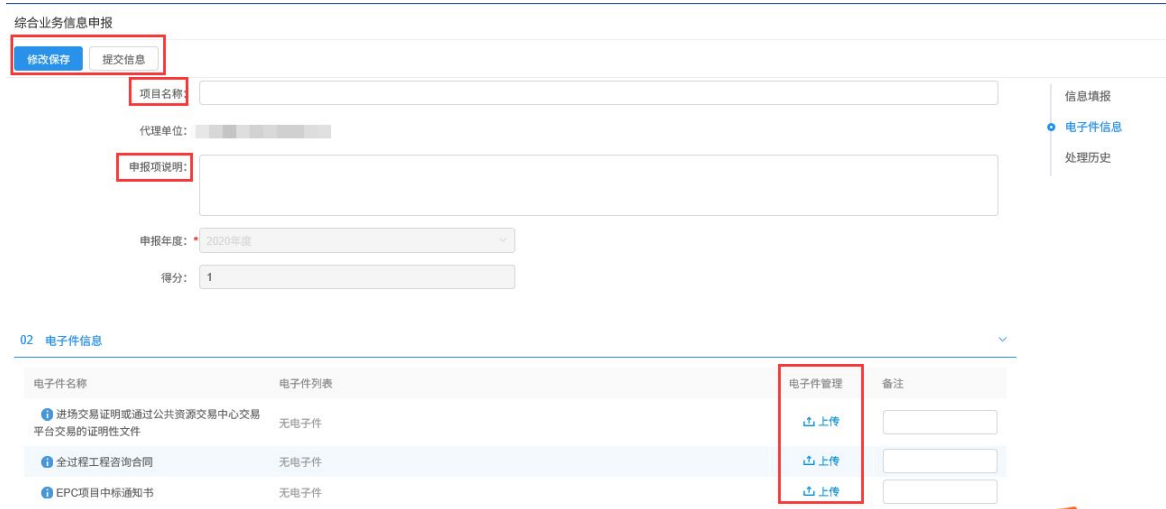 综合业务信息申报
修改保存 提交信息
项目名称:
信息填报
代理单位:
电子件信息
处理历史
申报项说明:
申报年度: * 2020年度
得分: 1
02 电子件信息
电子件名称 电子件列表 电子件管理 备注
进场交易证明或通过公共资源交易中心交易
平台交易的证明性文件
无电子件 上传
全过程工程咨询合同 无电子件 上传
EPC项目中标通知书 无电子件 上传